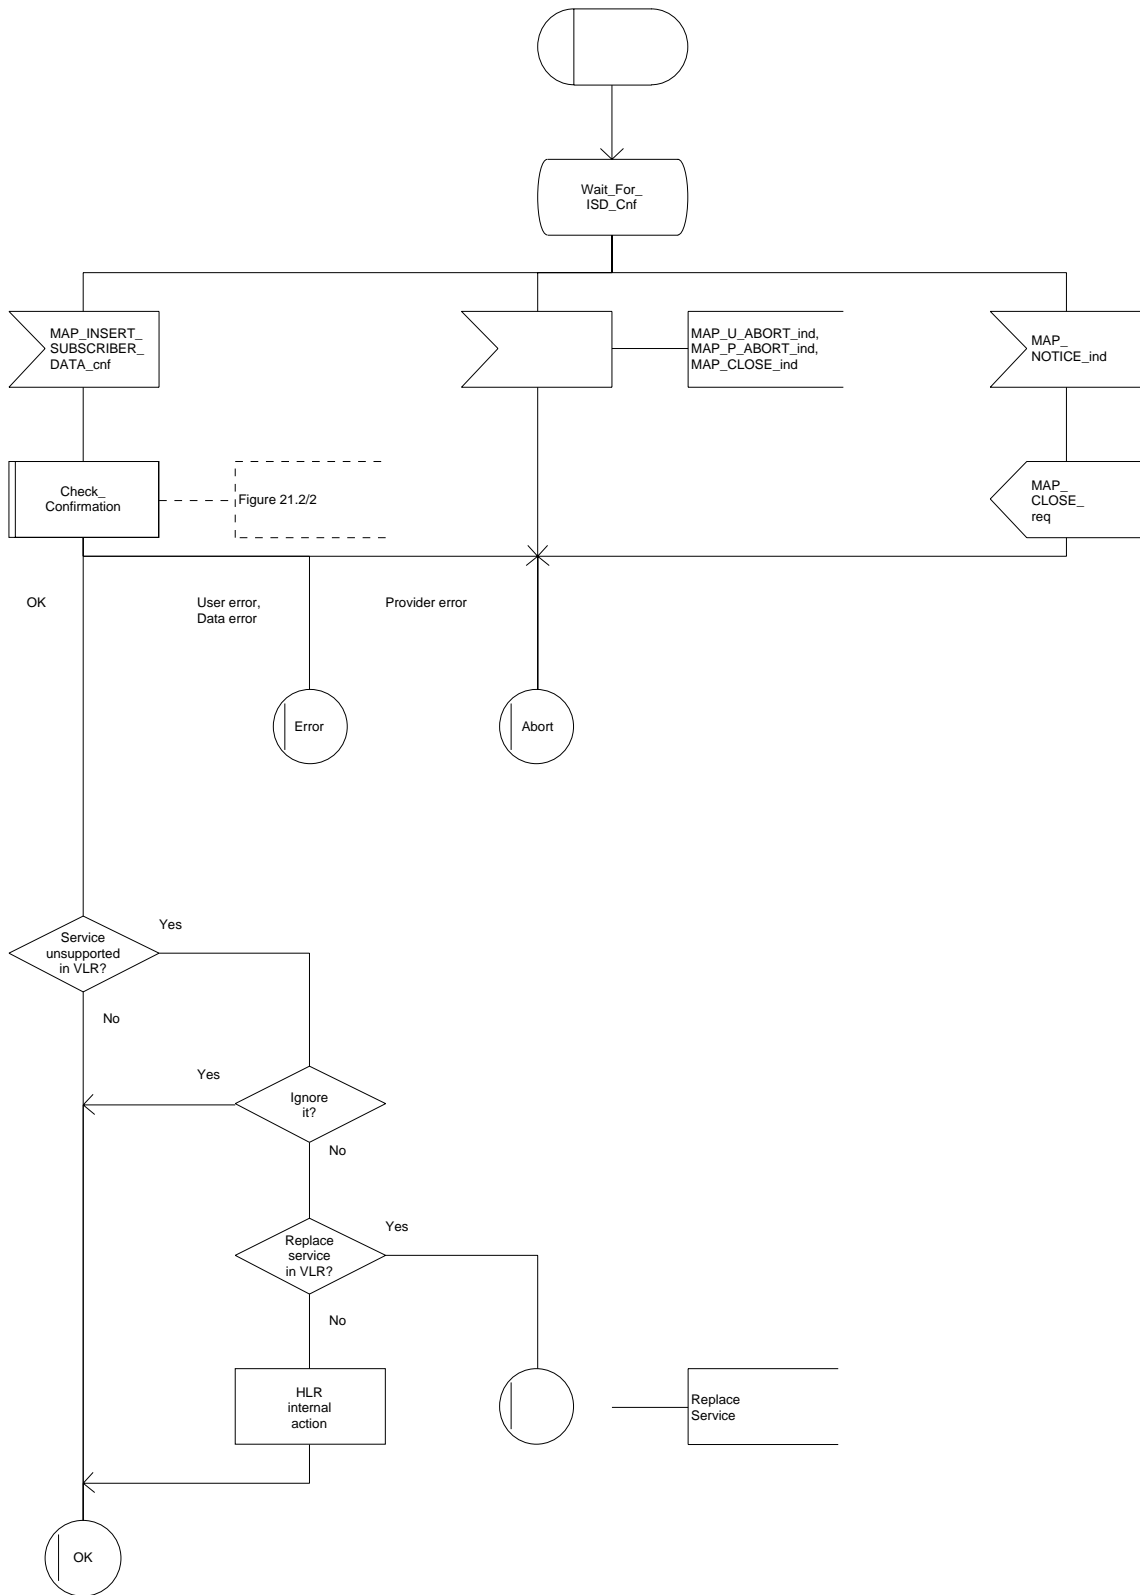 Wait_For_
ISD_Cnf
MAP_INSERT_
SUBSCRIBER_
DATA_cnf
MAP_U_ABORT_ind,
MAP_P_ABORT_ind,
MAP_CLOSE_ind
MAP_
NOTICE_ind
Check_
Confirmation
Figure 21.2/2
MAP_
CLOSE_
req
OK
User error,
Data error
Provider error
Error
Abort
Service
unsupported
in VLR?
Yes
No
Yes
Ignore
it?
No
Replace
service
in VLR?
Yes
No
HLR
internal
action
Replace
Service
OK